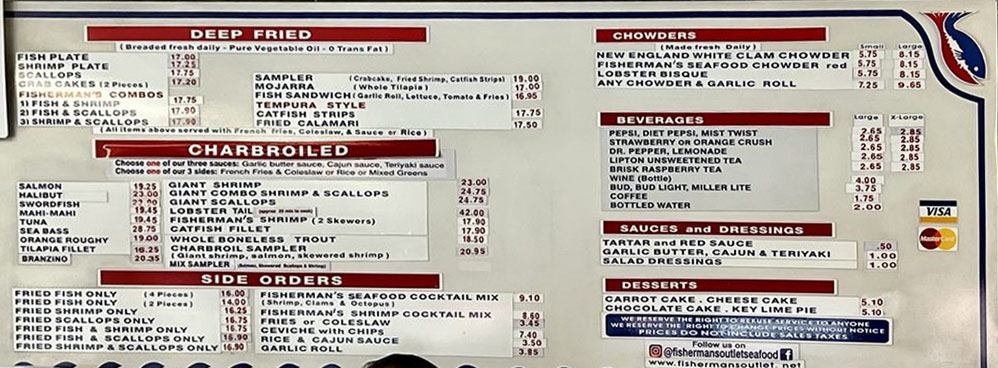 DEEP FRIED
(Breaded fresh daily - Pure Vegetable Oil - 0 Trans Fat)
FISH PLATE 17.00
SHRIMP PLATE 17.25
SCALLOPS 17.75
CRAB CAKES (2 Pieces) 17.20
FISHERMAN'S COMBOS
1) FISH & SHRIMP 17.75
2) FISH & SCALLOPS 17.90
3) SHRIMP & SCALLOPS 17.90
SAMPLER (Crabcake, Fried Shrimp, Catfish Strips) 19.00
MOJARRA (Whole Tilapia) 17.00
FISH SANDWICH (Garlic Roll, Lettuce, Tomato & Fries) 16.95
TEMPURA STYLE
CATFISH STRIPS 17.75
FRIED CALAMARI 17.50
(All items above served with French fries, Coleslaw, & Sauce or Rice)
CHARBROILED
Choose one of our three sauces: Garlic butter sauce, Cajun sauce, Teriyaki sauce
Choose one of our 3 sides: French Fries & Coleslaw or Rice or Mixed Greens
SALMON 19.25
HALIBUT 23.00
SWORDFISH
MAHI-MAHI 19.45
TUNA 19.45
SEA BASS 28.75
ORANGE ROUGHY 19.00
TILAPIA FILLET 16.25
BRANZINO 20.35
GIANT SHRIMP 23.00
GIANT COMBO SHRIMP & SCALLOPS 24.75
GIANT SCALLOPS 24.75
LOBSTER TAIL (approx 20 min to cook) 42.00
FISHERMAN'S SHRIMP (2 Skewers) 17.90
CATFISH FILLET 17.90
WHOLE BONELESS TROUT 18.50
CHARBROIL SAMPLER 20.95
(Giant shrimp, salmon, skewered shrimp)
MIX SAMPLER (Salmon, Skewered Scallops & Shrimp)
SIDE ORDERS
FRIED FISH ONLY (4 Pieces) 16.00
FRIED FISH ONLY (2 Pieces) 14.00
FRIED SHRIMP ONLY 16.25
FRIED SCALLOPS ONLY 16.75
FRIED FISH & SHRIMP ONLY 16.75
FRIED FISH & SCALLOPS ONLY 16.90
FRIED SHRIMP & SCALLOPS ONLY 16.90
FISHERMAN'S SEAFOOD COCKTAIL MIX 9.10
(Shrimp, Clams & Octopus)
FISHERMAN'S SHRIMP COCKTAIL MIX 8.60
FRIES or COLESLAW 3.45
CEVICHE with CHIPS 7.40
RICE & CAJUN SAUCE 3.50
GARLIC ROLL 3.85
CHOWDERS
(Made fresh Daily) Small Large
NEW ENGLAND WHITE CLAM CHOWDER 5.75 8.15
FISHERMAN'S SEAFOOD CHOWDER red 5.75 8.15
LOBSTER BISQUE 5.75 8.15
ANY CHOWDER & GARLIC ROLL 7.25 9.65
BEVERAGES
Large X-Large
PEPSI, DIET PEPSI, MIST TWIST 2.65 2.85
STRAWBERRY or ORANGE CRUSH 2.65 2.85
DR. PEPPER, LEMONADE 2.65 2.85
LIPTON UNSWEETENED TEA 2.65 2.85
BRISK RASPBERRY TEA 2.65 2.85
WINE (Bottle) 4.00
BUD, BUD LIGHT, MILLER LITE 3.75
COFFEE 1.75
BOTTLED WATER 2.00
VISA
MasterCard
SAUCES and DRESSINGS
TARTAR and RED SAUCE .50
GARLIC BUTTER, CAJUN & TERIYAKI 1.00
SALAD DRESSINGS 1.00
DESSERTS
CARROT CAKE . CHEESE CAKE 5.10
CHOCOLATE CAKE . KEY LIME PIE 5.10
WE RESERVE THE RIGHT TO REFUSE SERVICE TO ANYONE
WE RESERVE THE RIGHT TO CHANGE PRICES WITHOUT NOTICE
PRICES DO NOT INCLUDE SALES TAXES
Follow us on
@fishermansoutletseafood
www.fishermansoutlet.net